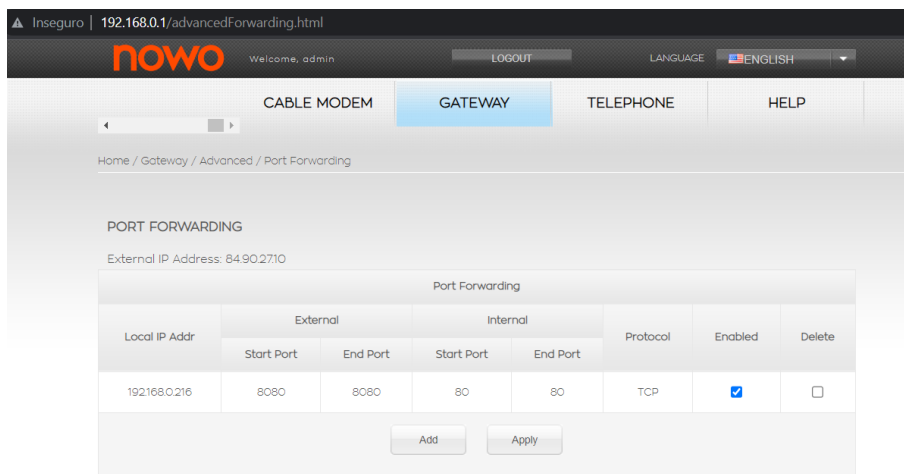 Inseguro | 192.168.0.1/advancedForwarding.html
nowo Welcome, admin LOGOUT LANGUAGE ENGLISH
CABLE MODEM GATEWAY TELEPHONE HELP
Home / Gateway / Advanced / Port Forwarding
PORT FORWARDING
External IP Address: 84.90.27.10
Port Forwarding
Local IP Addr External Internal Protocol Enabled Delete
Start Port End Port Start Port End Port
192.168.0.216 8080 8080 80 80 TCP
Add Apply